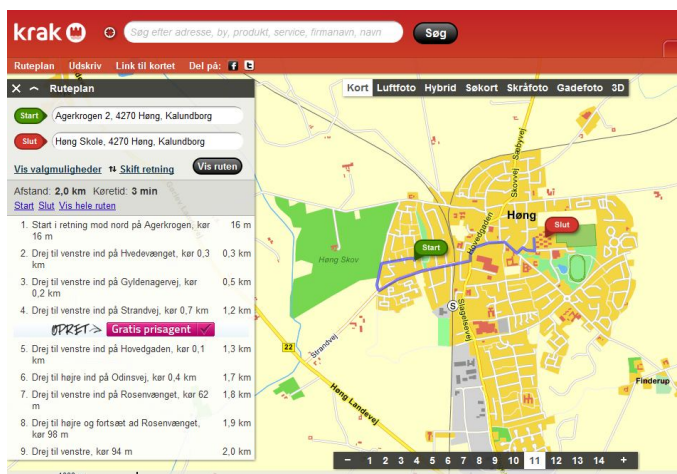 krak
Søg efter adresse, by, produkt, service, firmanavn, navn
Søg
Ruteplan Udskriv Link til kortet Del på:
Ruteplan
Kort Luftfoto Hybrid Søkort Skråfoto Gadefoto 3D
Start Agerkrogen 2, 4270 Høng, Kalundborg
Slut Høng Skole, 4270 Høng, Kalundborg
Vis valgmuligheder Skift retning Vis ruten
Afstand: 2,0 km Køretid: 3 min
Start Slut Vis hele ruten
1. Start i retning mod nord på Agerkrogen, kør 16 m
16 m
2. Drej til venstre ind på Hvedevænget, kør 0,3 0,3 km
km
3. Drej til venstre ind på Gyldenagervej, kør 0,5 km
0,2 km
4. Drej til venstre ind på Strandvej, kør 0,7 km 1,2 km
OPRET-> Gratis prisagent
5. Drej til venstre ind på Hovedgaden, kør 0,1 1,3 km
km
6. Drej til højre ind på Odinsvej, kør 0,4 km 1,7 km
7. Drej til venstre ind på Rosenvænget, kør 62 1,8 km
m
8. Drej til højre og fortsæt ad Rosenvænget, 1,9 km
kør 98 m
9. Drej til venstre, kør 94 m 2,0 km
Sæbyvej
Skovvej
Høng
Hovedgaden
Slut
Start
Høng Skov
S
Slagelsevej
Strandvej
22
Høng Landevej
Finderup
- 1 2 3 4 5 6 7 8 9 10 11 12 13 14 +